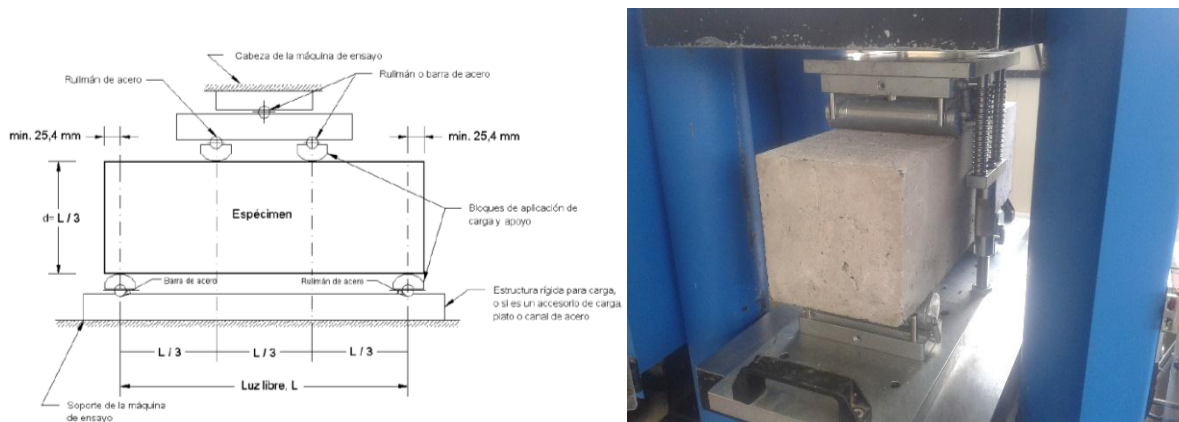 Cabeza de la máquina de ensayo
Rulimán de acero
Rulimán o barra de acero
min. 25,4 mm
min. 25,4 mm
d= L / 3
Espécimen
Bloques de aplicación de
carga y apoyo
Barra de acero
Rulimán de acero
Estructura rígida para carga,
o si es un accesorio de carga,
plato o canal de acero
L / 3
L / 3
L / 3
Luz libre, L
Soporte de la máquina
de ensayo